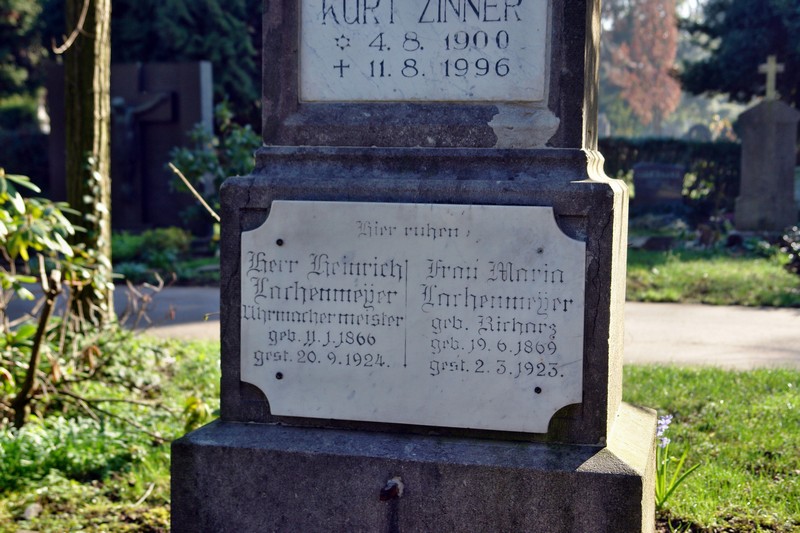 KURT ZINNER
✡ 4. 8. 1900
✝ 11. 8. 1996
Hier ruhen:
Herr Heinrich
Lachenmeyer
Uhrmachermeister
geb. 11.1.1866
gest. 20.9.1924.
Frau Maria
Lachenmeyer
geb. Richarz
geb. 19.6.1869
gest. 2.3.1923.